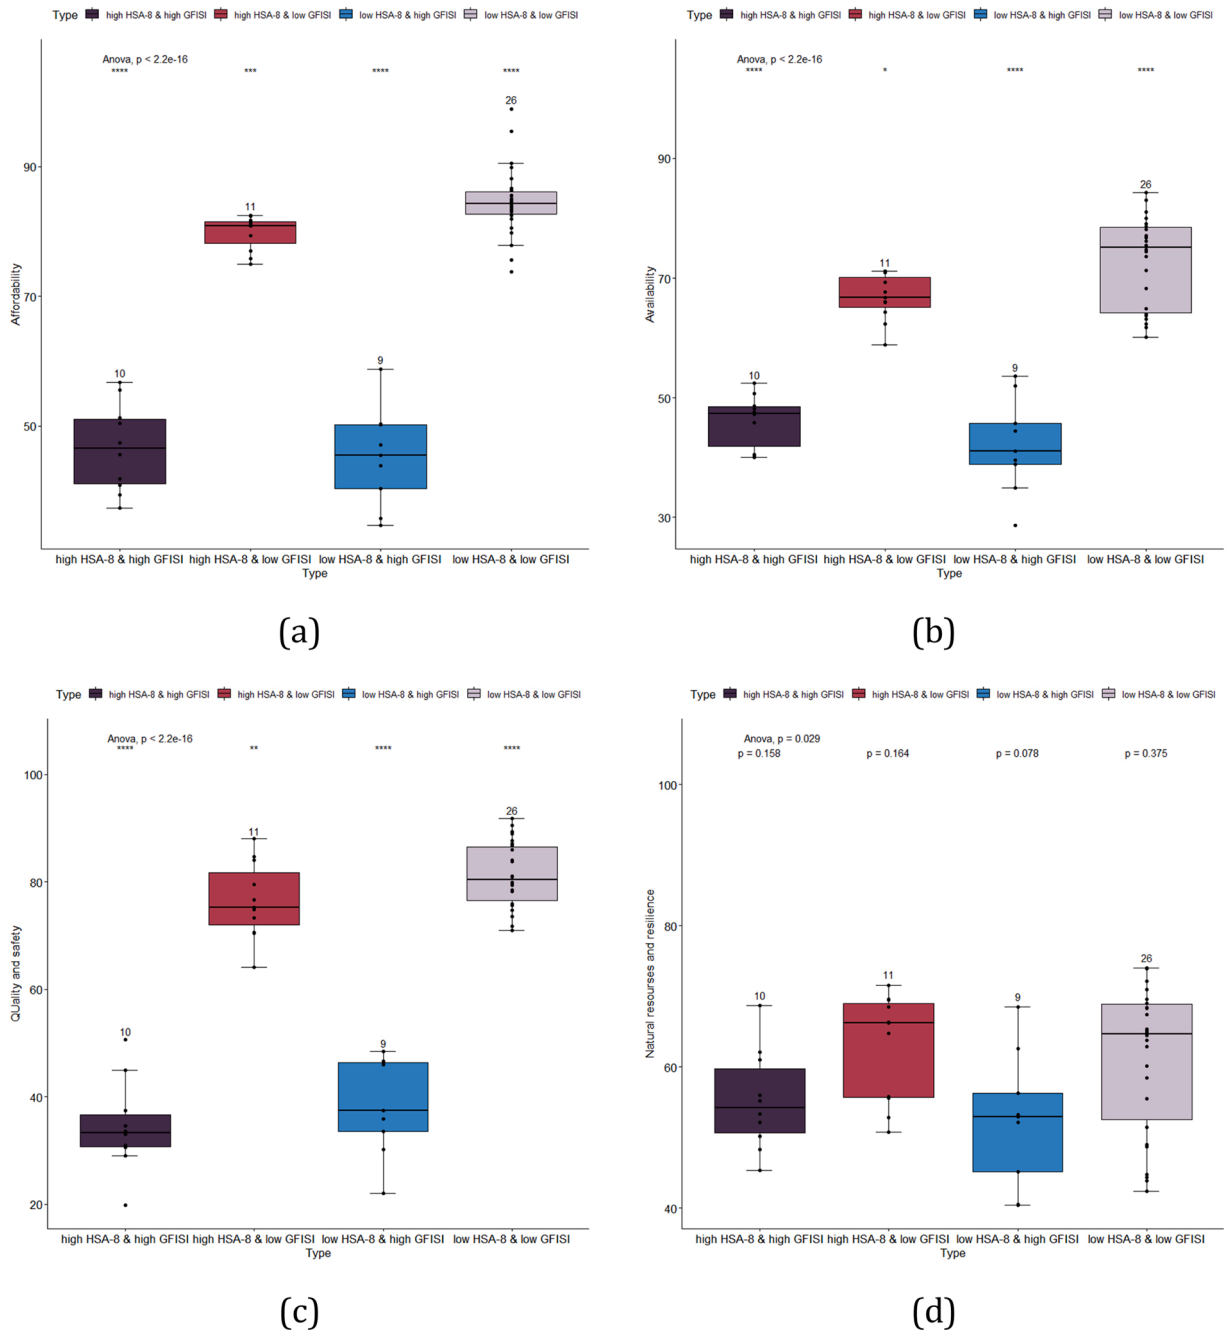 Type high HSA-8 & high GFISI high HSA-8 & low GFISI low HSA-8 & high GFISI low HSA-8 & low GFISI
Anova, p < 2.2e-16
**** *** **** ****
26
90
11
70
Affordability
10
9
50
high HSA-8 & high GFISI high HSA-8 & low GFISI low HSA-8 & high GFISI low HSA-8 & low GFISI
Type
(a)
Type high HSA-8 & high GFISI high HSA-8 & low GFISI low HSA-8 & high GFISI low HSA-8 & low GFISI
Anova, p < 2.2e-16
**** * **** ****
90
26
11
70
Availability
10
9
50
30
high HSA-8 & high GFISI high HSA-8 & low GFISI low HSA-8 & high GFISI low HSA-8 & low GFISI
Type
(b)
Type high HSA-8 & high GFISI high HSA-8 & low GFISI low HSA-8 & high GFISI low HSA-8 & low GFISI
Anova, p < 2.2e-16
**** ** **** ****
100
26
11
80
QUality and safety
60
10
9
40
20
high HSA-8 & high GFISI high HSA-8 & low GFISI low HSA-8 & high GFISI low HSA-8 & low GFISI
Type
(c)
Type high HSA-8 & high GFISI high HSA-8 & low GFISI low HSA-8 & high GFISI low HSA-8 & low GFISI
Anova, p = 0.029
p = 0.158 p = 0.164 p = 0.078 p = 0.375
100
80
Natural resourses and resilience
26
11
10
9
60
40
high HSA-8 & high GFISI high HSA-8 & low GFISI low HSA-8 & high GFISI low HSA-8 & low GFISI
Type
(d)